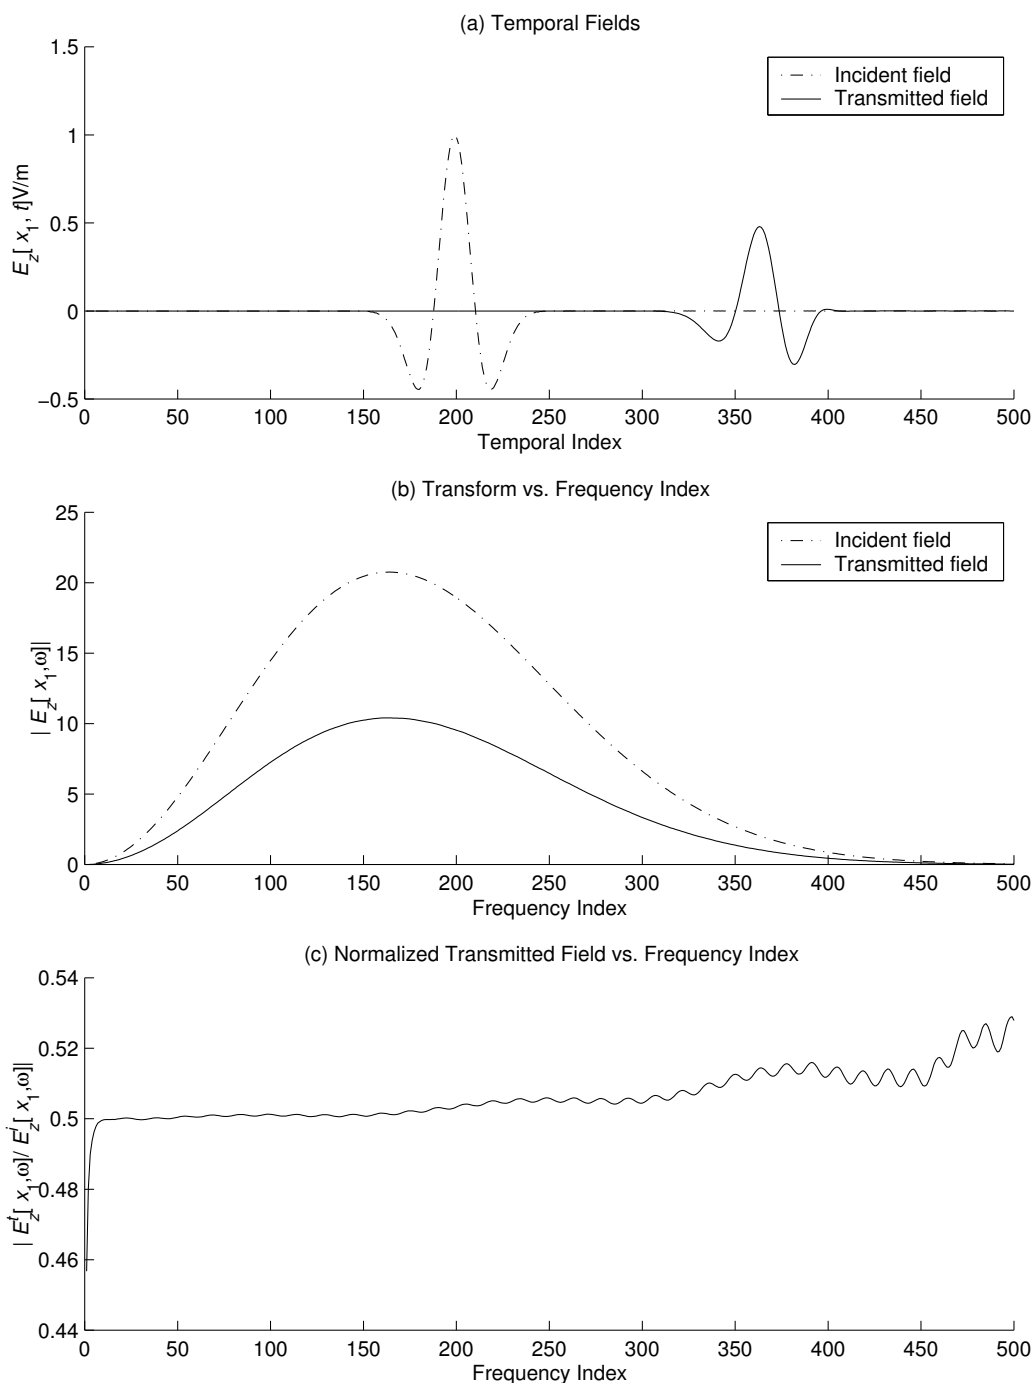 (a) Temporal Fields
1.5
1
0.5
0
−0.5
E_z[ x_1, t]V/m
Incident field
Transmitted field
0 50 100 150 200 250 300 350 400 450 500
Temporal Index
(b) Transform vs. Frequency Index
25
20
15
10
5
0
| E_z[ x_1,ω]|
Incident field
Transmitted field
0 50 100 150 200 250 300 350 400 450 500
Frequency Index
(c) Normalized Transmitted Field vs. Frequency Index
0.54
0.52
0.5
0.48
0.46
0.44
| E^t_z[ x_1,ω]/ E^i_z[ x_1,ω]|
0 50 100 150 200 250 300 350 400 450 500
Frequency Index